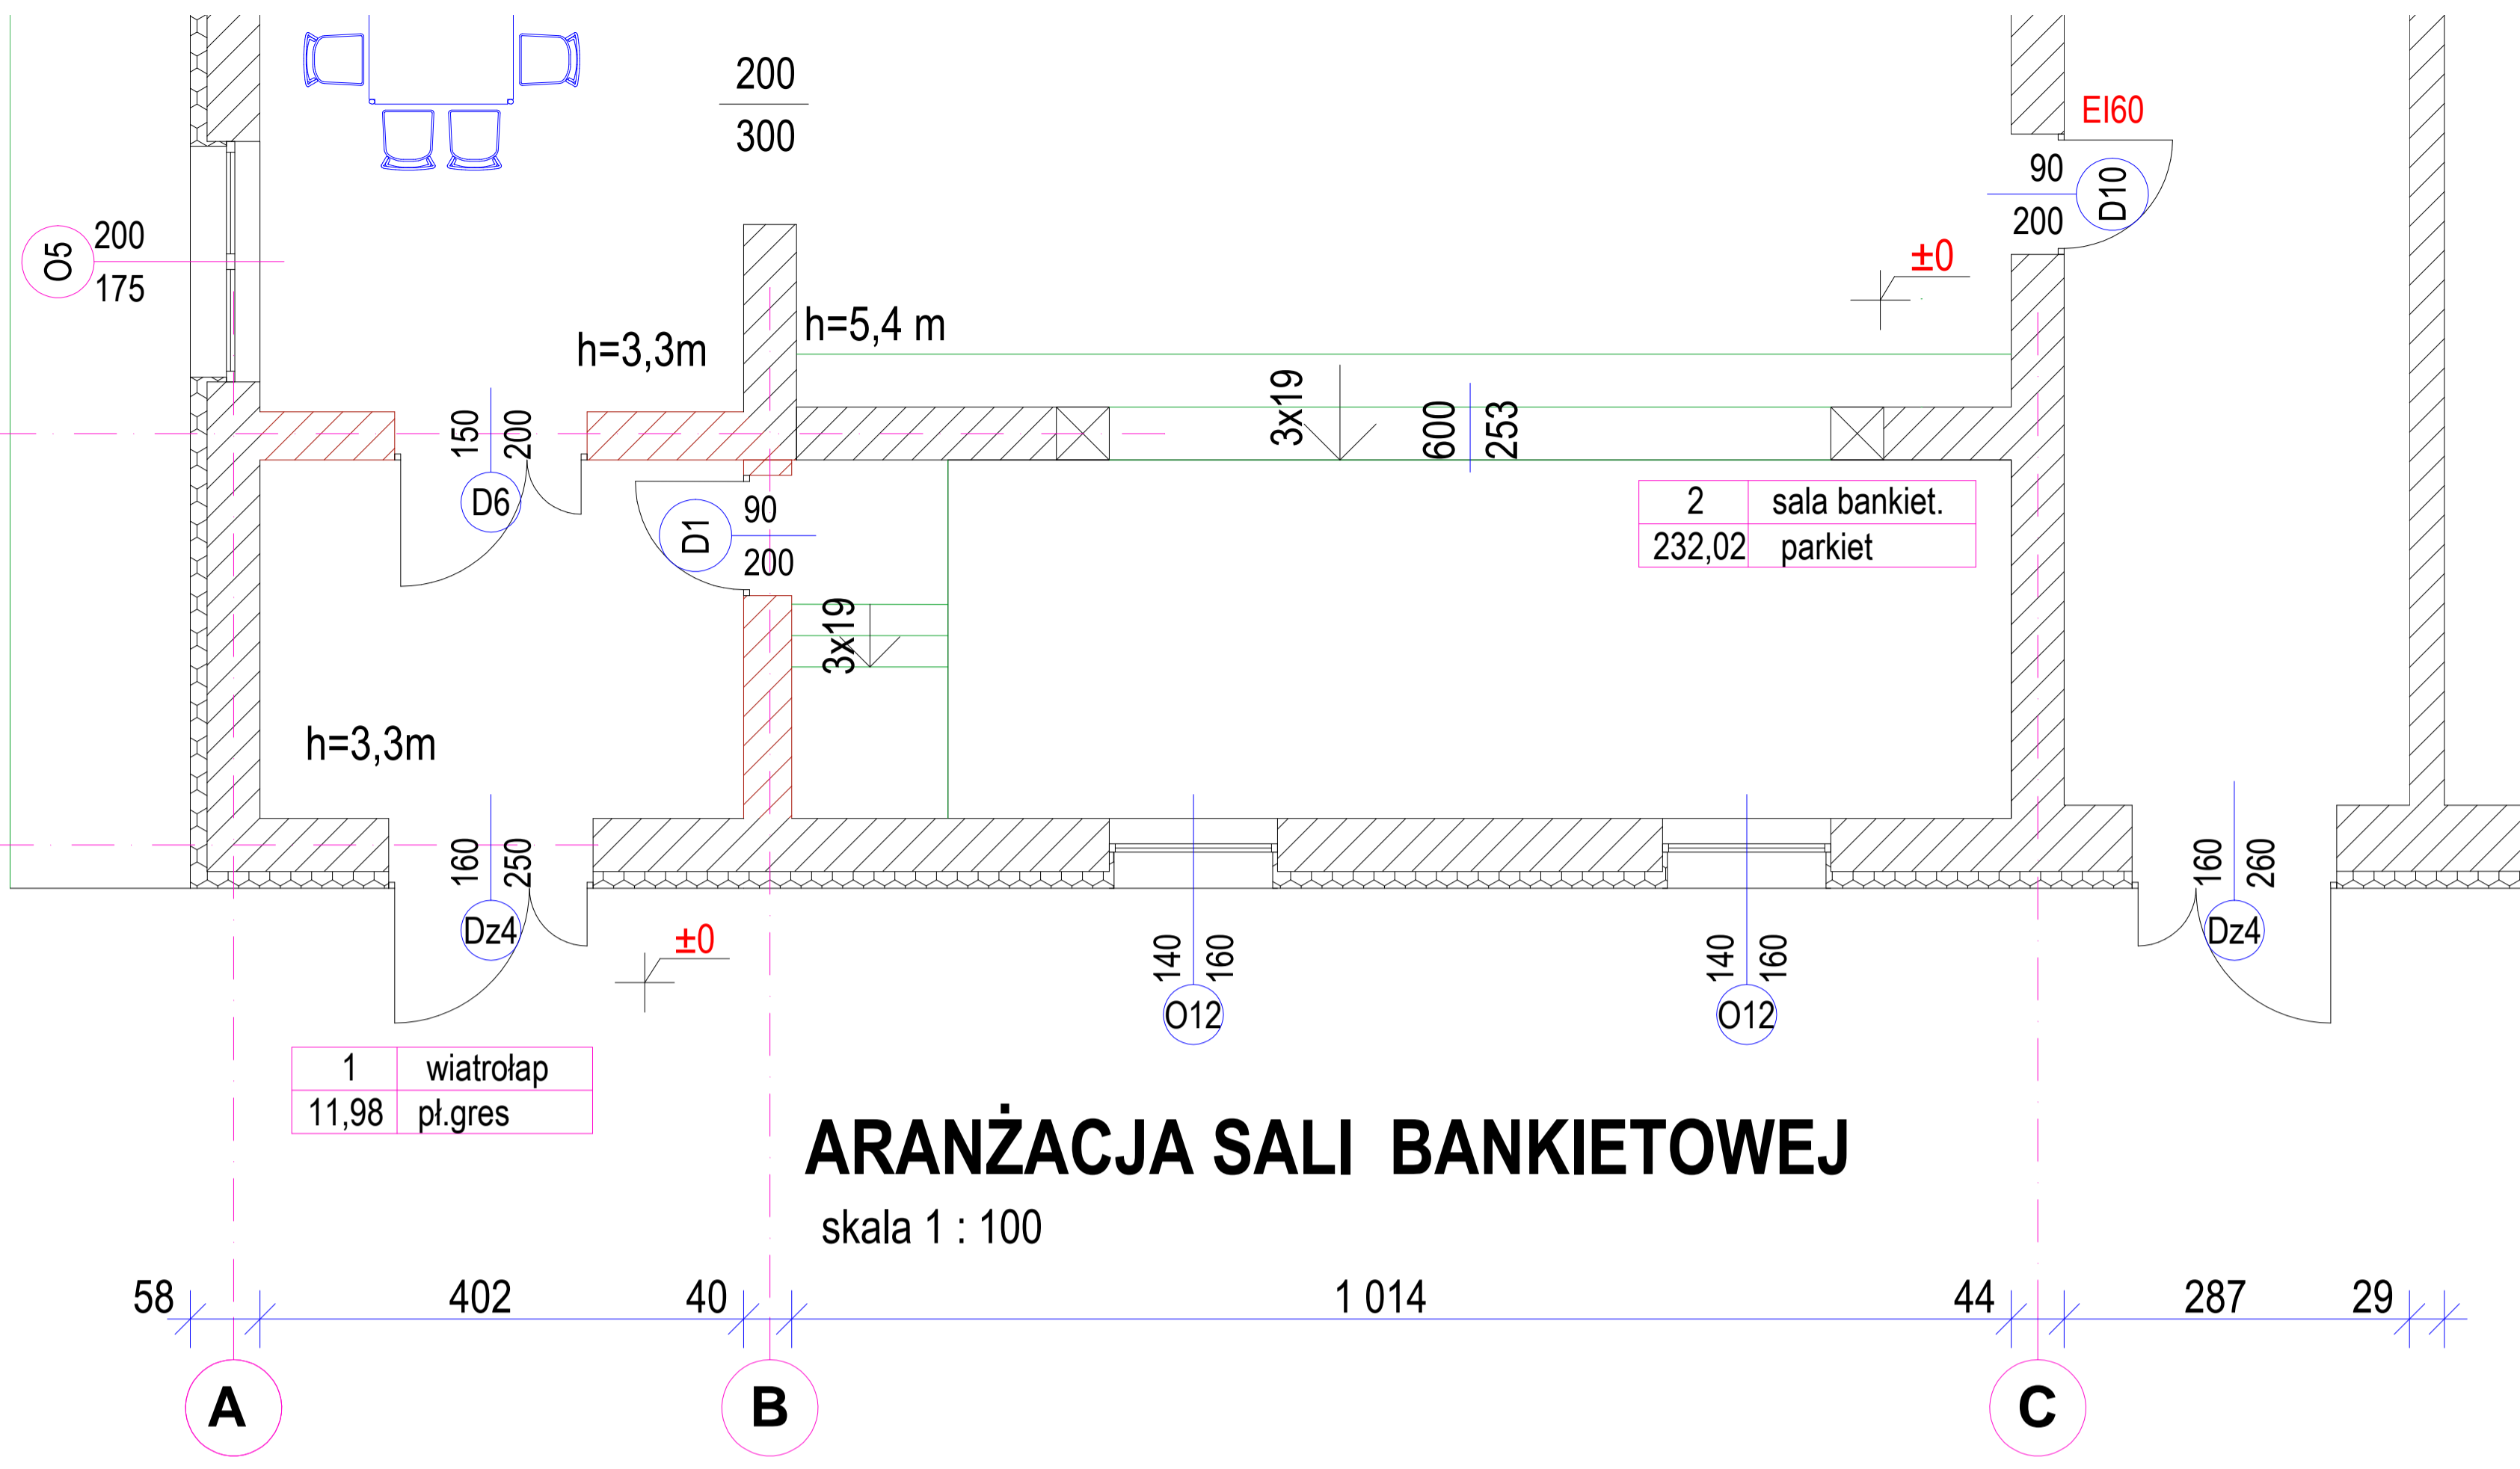 200
300
EI60
90
D10
200
O5
200
175
±0
h=5,4 m
h=3,3m
3x19
600
253
150
200
D6
D1
90
200
2 sala bankiet.
232,02 parkiet
3x19
h=3,3m
160
250
Dz4
160
260
Dz4
±0
140
160
O12
140
160
O12
1 wiatrołap
11,98 pł.gres
ARANŻACJA SALI BANKIETOWEJ
skala 1 : 100
58 402 40 1 014 44 287 29
A B C